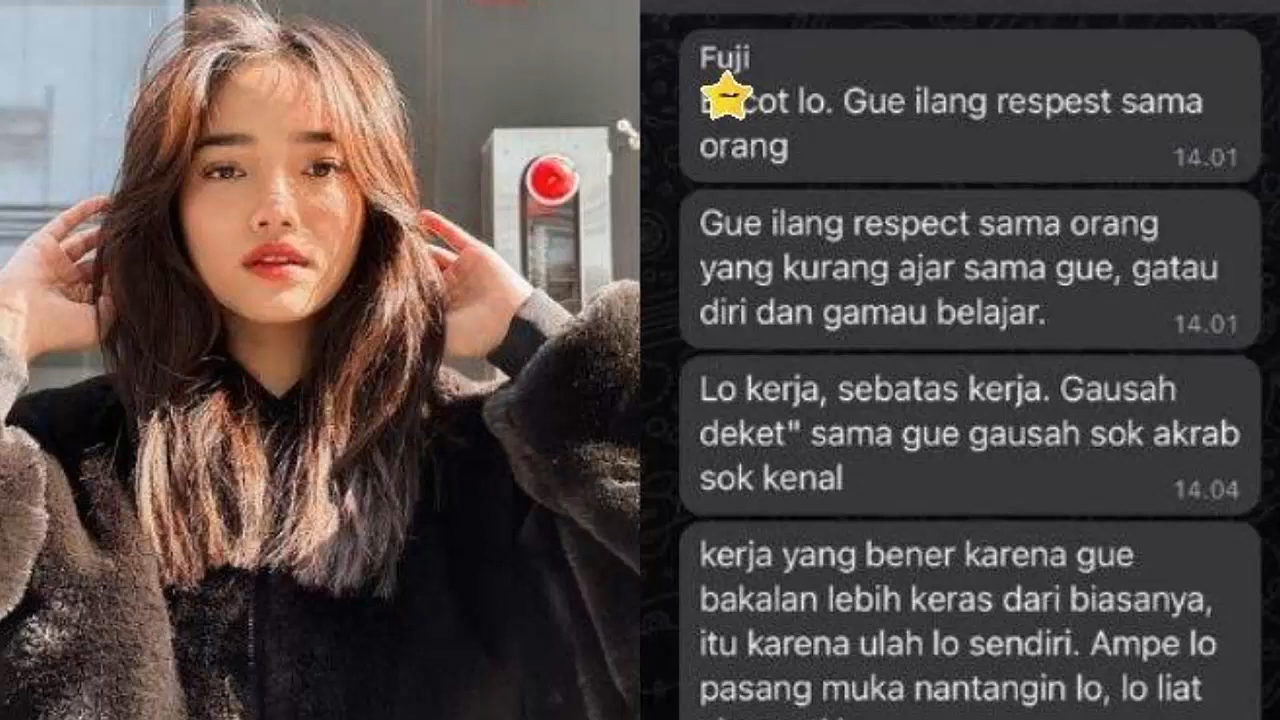 Fuji
cot lo. Gue ilang respest sama
orang
14.01
Gue ilang respect sama orang
yang kurang ajar sama gue, gatau
diri dan gamau belajar.
14.01
Lo kerja, sebatas kerja. Gausah
deket" sama gue gausah sok akrab
sok kenal
14.04
kerja yang bener karena gue
bakalan lebih keras dari biasanya,
itu karena ulah lo sendiri. Ampe lo
pasang muka nantangin lo, lo liat